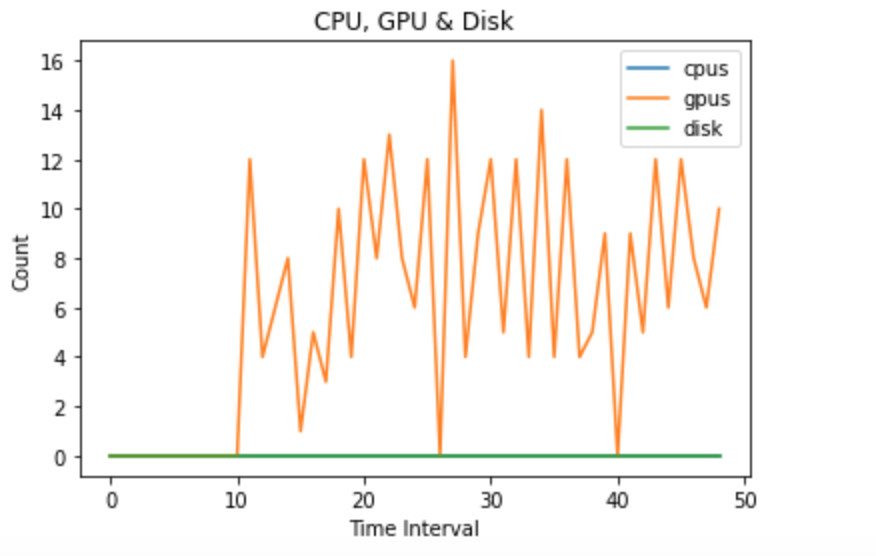 CPU, GPU & Disk
16
14
12
10
8
6
4
2
0
Count
cpus
gpus
disk
0 10 20 30 40 50
Time Interval